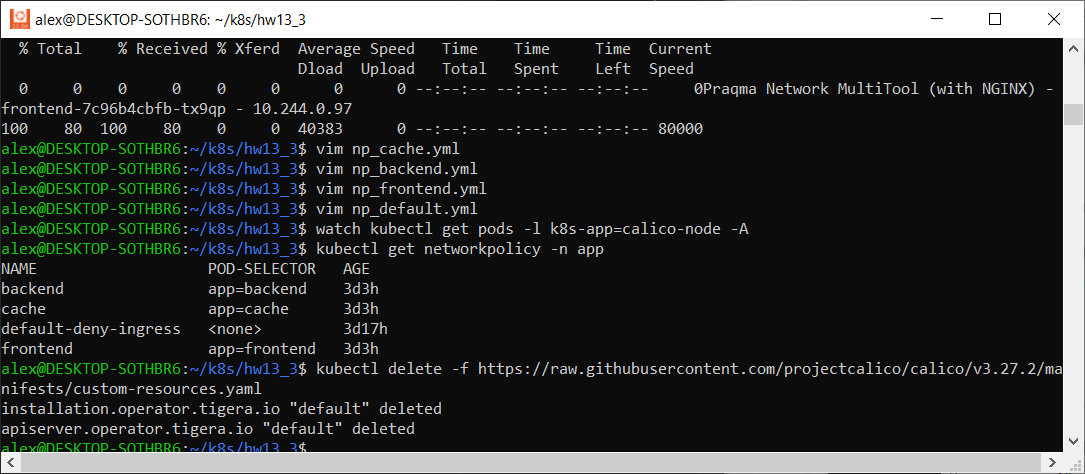 alex@DESKTOP-SOTHBR6: ~/k8s/hw13_3
  % Total    % Received % Xferd  Average Speed   Time    Time     Time  Current
                                 Dload  Upload   Total   Spent    Left  Speed
  0     0    0     0    0     0      0      0 --:--:-- --:--:-- --:--:--     0Praqma Network MultiTool (with NGINX) -
frontend-7c96b4cbfb-tx9qp - 10.244.0.97
100    80  100    80    0     0  40383      0 --:--:-- --:--:-- --:--:-- 80000
alex@DESKTOP-SOTHBR6:~/k8s/hw13_3$ vim np_cache.yml
alex@DESKTOP-SOTHBR6:~/k8s/hw13_3$ vim np_backend.yml
alex@DESKTOP-SOTHBR6:~/k8s/hw13_3$ vim np_frontend.yml
alex@DESKTOP-SOTHBR6:~/k8s/hw13_3$ vim np_default.yml
alex@DESKTOP-SOTHBR6:~/k8s/hw13_3$ watch kubectl get pods -l k8s-app=calico-node -A
alex@DESKTOP-SOTHBR6:~/k8s/hw13_3$ kubectl get networkpolicy -n app
NAME                   POD-SELECTOR   AGE
backend                app=backend    3d3h
cache                  app=cache      3d3h
default-deny-ingress   <none>         3d17h
frontend               app=frontend   3d3h
alex@DESKTOP-SOTHBR6:~/k8s/hw13_3$ kubectl delete -f https://raw.githubusercontent.com/projectcalico/calico/v3.27.2/ma
nifests/custom-resources.yaml
installation.operator.tigera.io "default" deleted
apiserver.operator.tigera.io "default" deleted
alex@DESKTOP-SOTHBR6:~/k8s/hw13_3$